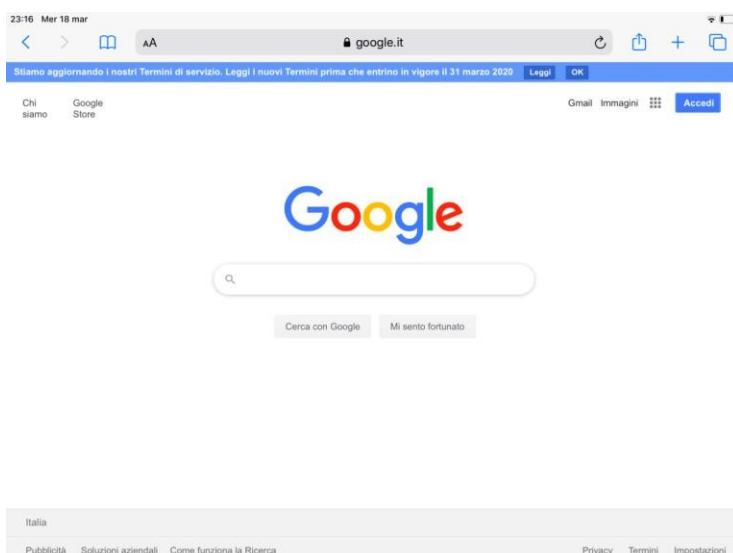 23:16 Mer 18 mar
AA google.it
Stiamo aggiornando i nostri Termini di servizio. Leggi i nuovi Termini prima che entrino in vigore il 31 marzo 2020 Leggi OK
Chi siamo Google Store Gmail Immagini Accedi
Google
Cerca con Google Mi sento fortunato
Italia
Pubblicità Soluzioni aziendali Come funziona la Ricerca Privacy Termini Impostazioni